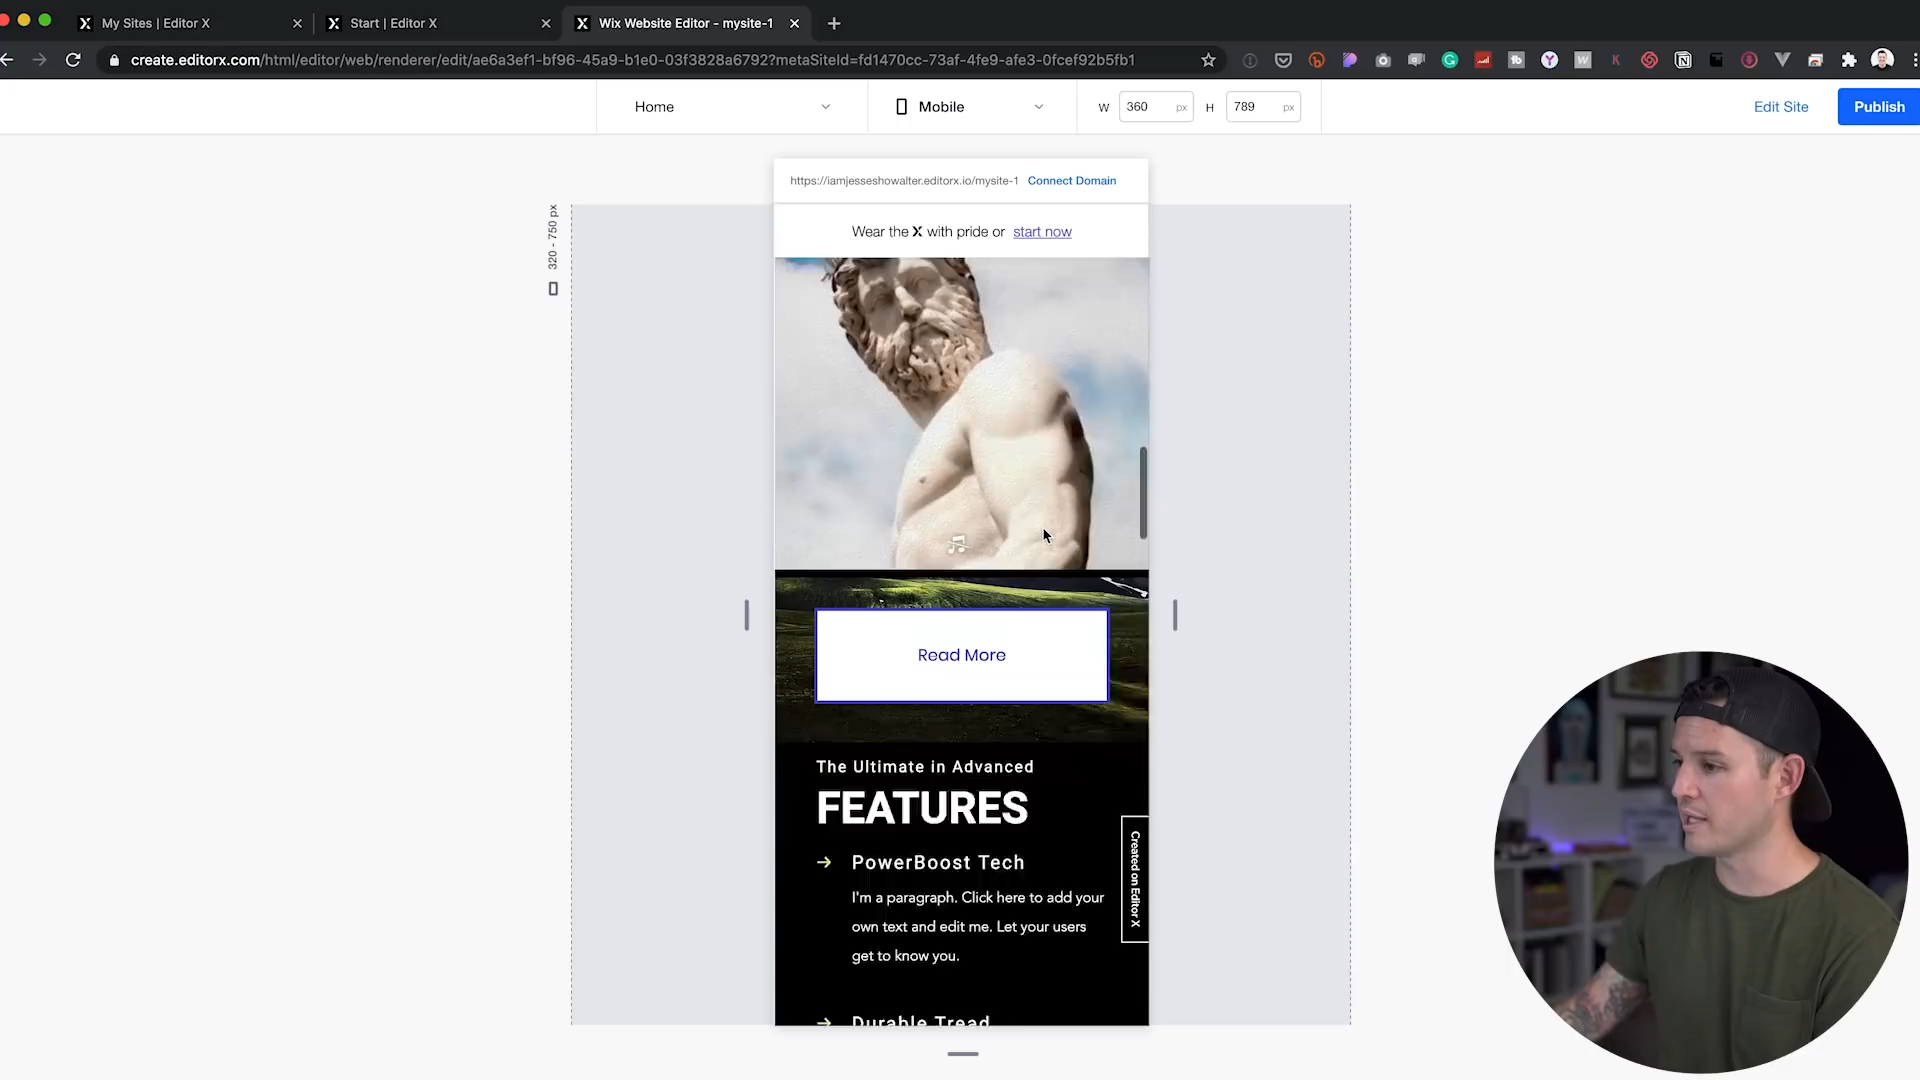 My Sites | Editor X
Start | Editor X
Wix Website Editor - mysite-1
create.editorx.com/html/editor/web/renderer/edit/ae6a3ef1-bf96-45a9-b1e0-03f3828a6792?metaSiteId=fd1470cc-73af-4fe9-afe3-0fcef92b5fb1
Home
Mobile
W 360 px H 789 px
Edit Site
Publish
https://iamjesseshowalter.editorx.io/mysite-1 Connect Domain
320 - 750 px
Wear the X with pride or start now
Read More
The Ultimate in Advanced
FEATURES
PowerBoost Tech
I'm a paragraph. Click here to add your
own text and edit me. Let your users
get to know you.
Created on Editor X
Durable Tread